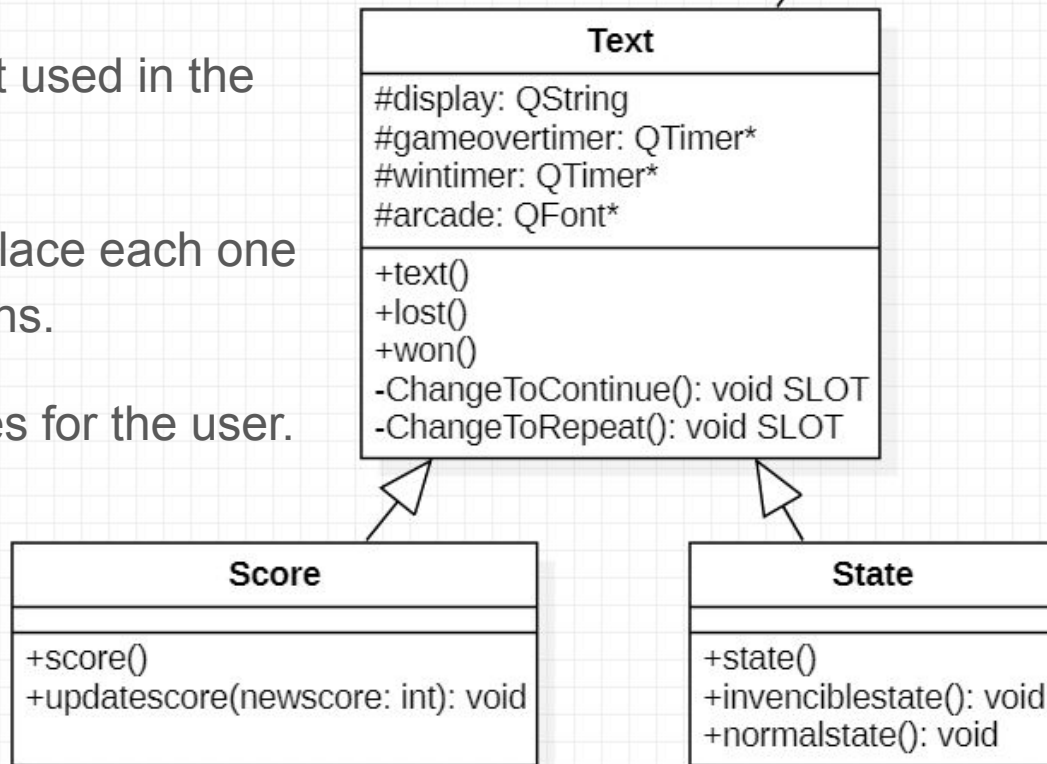 t used in the
lace each one
ns.
es for the user.
Text
#display: QString
#gameovertimer: QTimer*
#wintimer: QTimer*
#arcade: QFont*
+text()
+lost()
+won()
-ChangeToContinue(): void SLOT
-ChangeToRepeat(): void SLOT
Score
+score()
+updatescore(newscore: int): void
State
+state()
+invenciblestate(): void
+normalstate(): void